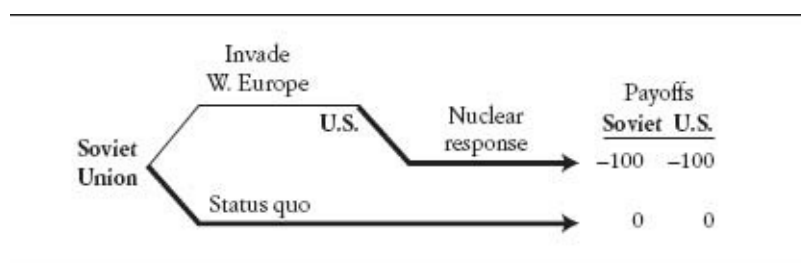 Invade
W. Europe
Payoffs
U.S.
Nuclear
response
Soviet U.S.
Soviet
Union
–100 –100
Status quo
0 0